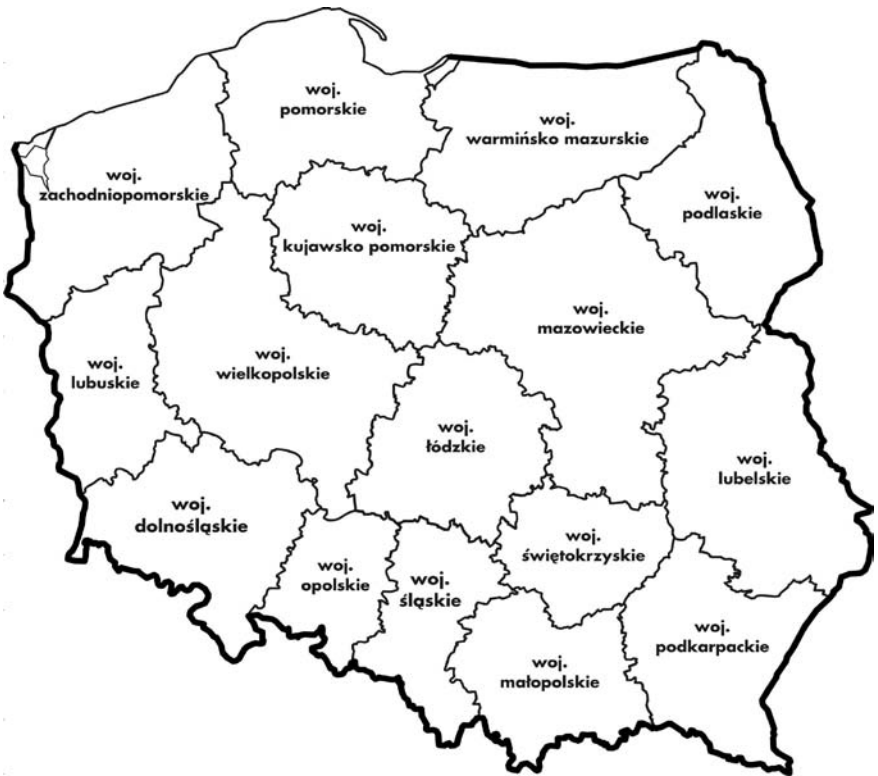 woj.
pomorskie
woj.
warmińsko mazurskie
woj.
zachodniopomorskie
woj.
podlaskie
woj.
kujawsko pomorskie
woj.
mazowieckie
woj.
lubuskie
woj.
wielkopolskie
woj.
łódzkie
woj.
lubelskie
woj.
dolnośląskie
woj.
świętokrzyskie
woj.
opolskie
woj.
śląskie
woj.
podkarpackie
woj.
małopolskie